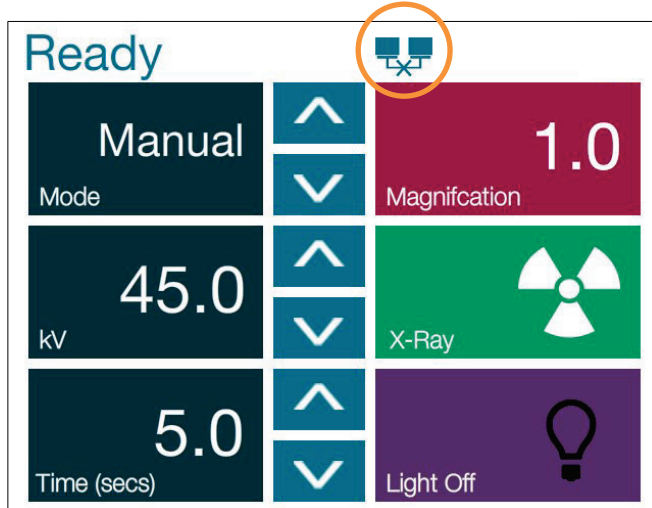 Ready
Manual
Mode
1.0
Magnifcation
45.0
kV
X-Ray
5.0
Time (secs)
Light Off